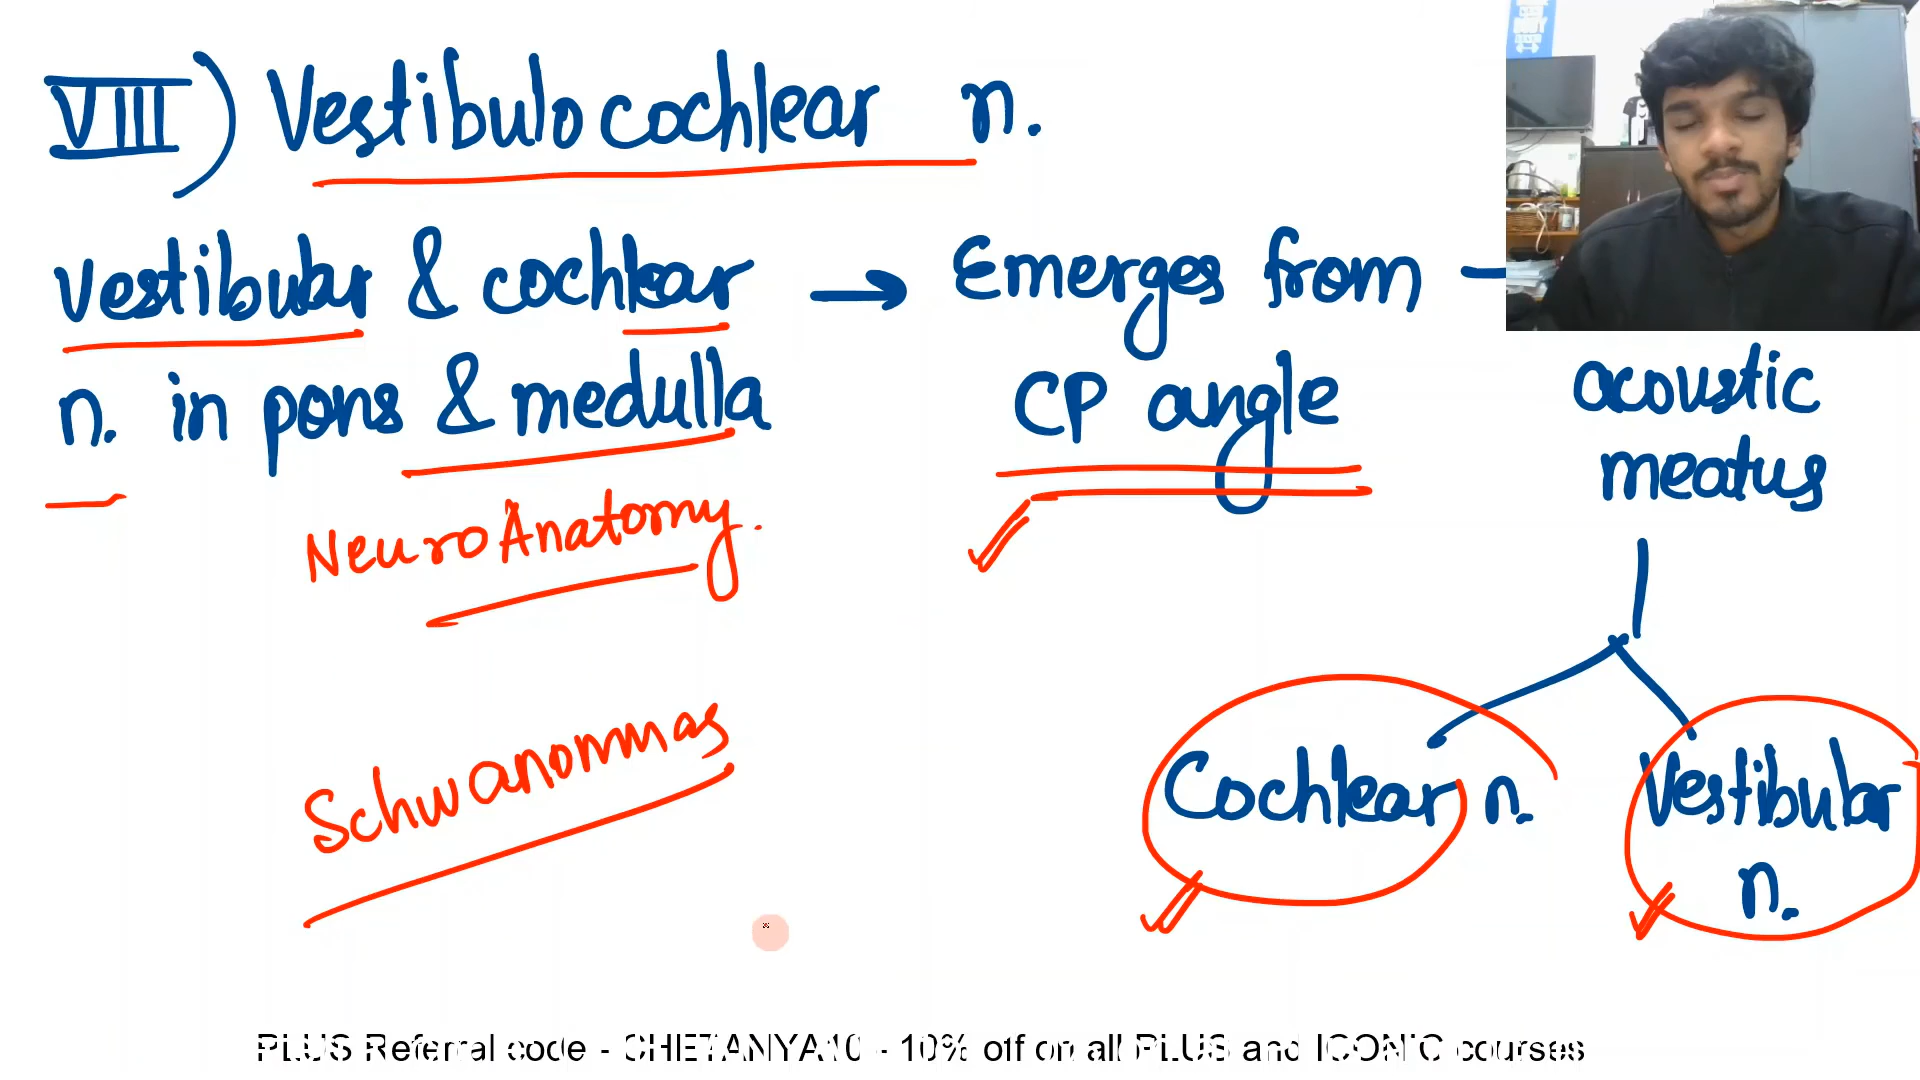 VIII) Vestibulocochlear n.
vestibular & cochlear → Emerges from –
n. in pons & medulla
CP angle
acoustic
meatus
NeuroAnatomy.
Schwanommas
Cochlear n.
Vestibular
n.
PLUS Referral code - CHETANYA10 - 10% off on all PLUS and ICONIC courses